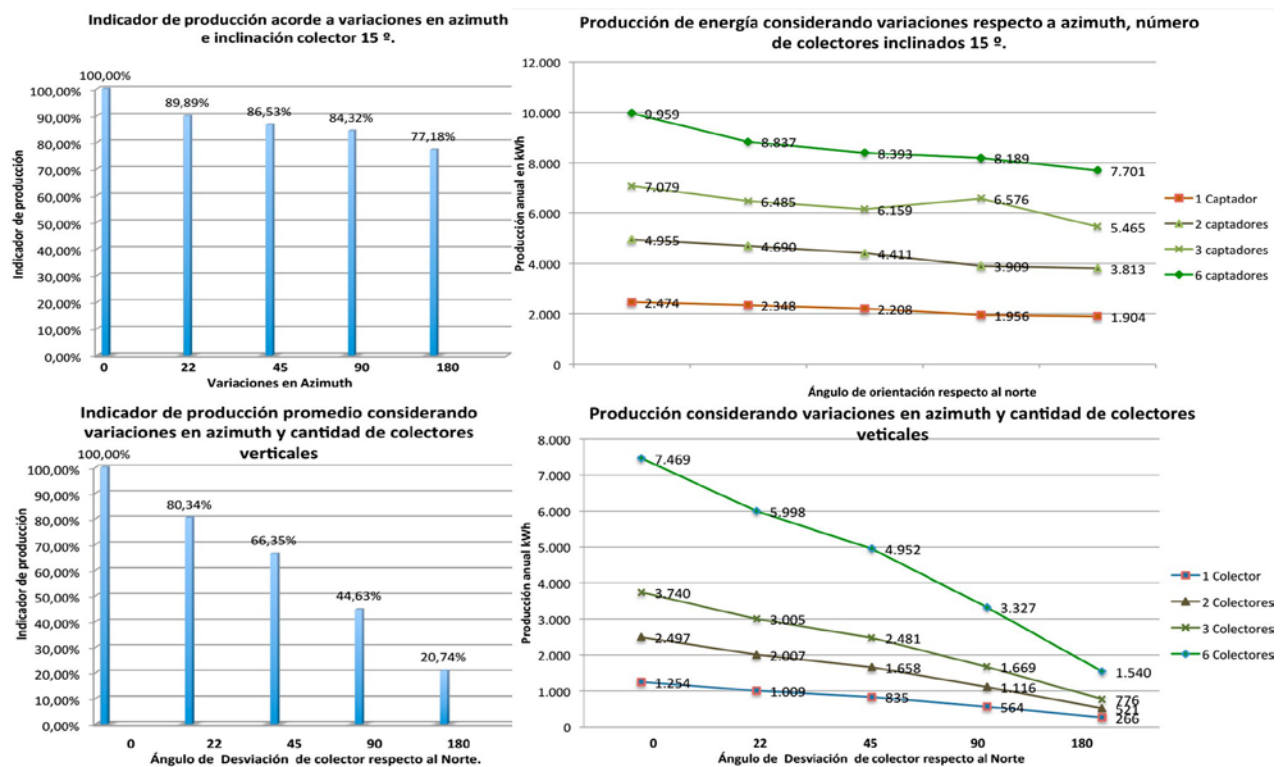 Indicador de producción acorde a variaciones en azimuth
e inclinación colector 15 º.
100,00%
89,89%
86,53%
84,32%
77,18%
100,00%
90,00%
80,00%
70,00%
60,00%
50,00%
40,00%
30,00%
20,00%
10,00%
0,00%
Indicador de producción
0 22 45 90 180
Variaciones en Azimuth
Producción de energía considerando variaciones respecto a azimuth, número
de colectores inclinados 15 º.
12.000
10.000
8.000
6.000
4.000
2.000
0
Producción anual en kWh
9.959 8.837 8.393 8.189 7.701
7.079 6.485 6.159 6.576 5.465
4.955 4.690 4.411 3.909 3.813
2.474 2.348 2.208 1.956 1.904
1 Captador
2 captadores
3 captadores
6 captadores
Ángulo de orientación respecto al norte
Indicador de producción promedio considerando
variaciones en azimuth y cantidad de colectores
verticales
100,00%
80,34%
66,35%
44,63%
20,74%
100,00%
90,00%
80,00%
70,00%
60,00%
50,00%
40,00%
30,00%
20,00%
10,00%
0,00%
Indicador de producción
0 22 45 90 180
Ángulo de Desviación de colector respecto al Norte.
Producción considerando variaciones en azimuth y cantidad de colectores
veticales
8.000
7.000
6.000
5.000
4.000
3.000
2.000
1.000
0
Producción anual kWh
7.469 5.998 4.952 3.327 1.540
3.740 3.005 2.481 1.669 776
2.497 2.007 1.658 1.116 521
1.254 1.009 835 564 266
1 Colector
2 Colectores
3 Colectores
6 Colectores
0 22 45 90 180
Ángulo de Desviación de colector respecto al Norte